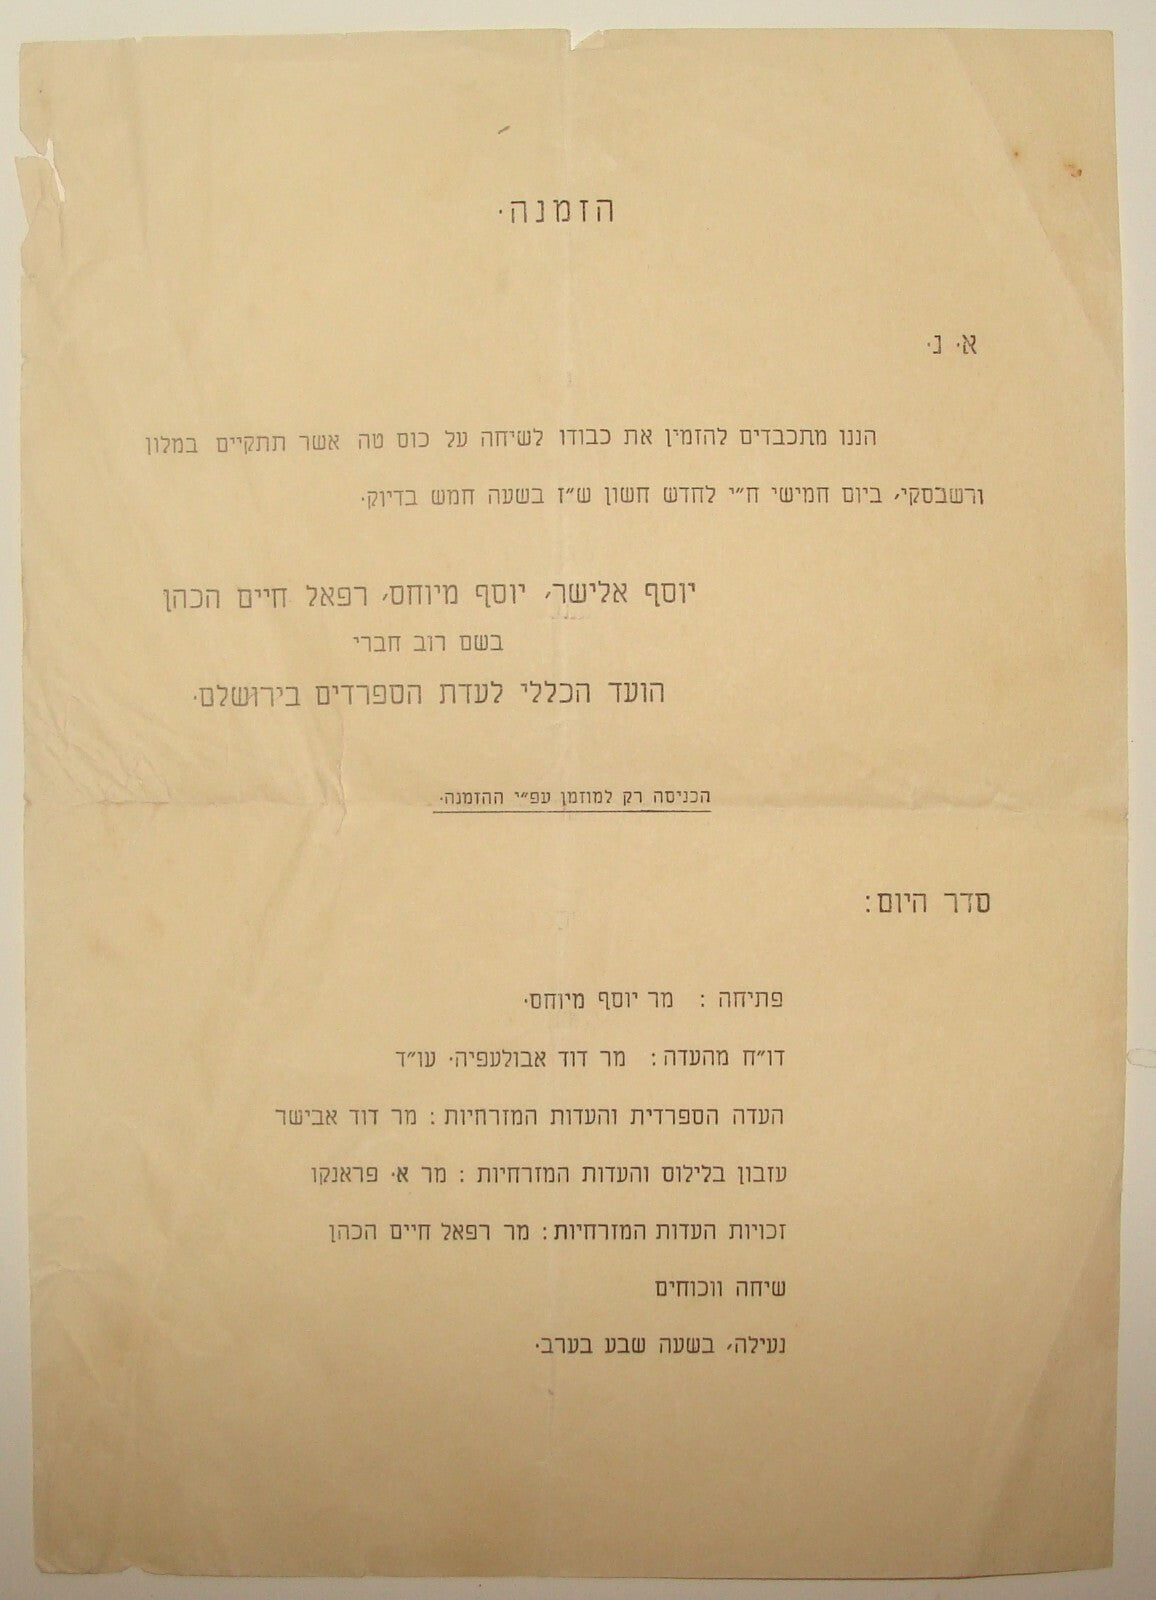 הזמנה.
א. נ.
הננו מתכבדים להזמין את כבודו לשיחה על כוס טה אשר תתקיים במלון
ורשבסקי, ביום חמישי ח״י לחדש חשון ש״ז בשעה חמש בדיוק.
יוסף אלישר, יוסף מיוחס, רפאל חיים הכהן
בשם רוב חברי
הועד הכללי לעדת הספרדים בירושלם.
הכניסה רק למוזמן עפ״י ההזמנה.
סדר היום:
פתיחה : מר יוסף מיוחס.
דו״ח מהעדה: מר דוד אבולעפיה. עו״ד
העדה הספרדית והעדות המזרחיות : מר דוד אבישר
עזבון בלילוס והעדות המזרחיות : מר א. פראנקו
זכויות העדות המזרחיות : מר רפאל חיים הכהן
שיחה ווכוחים
נעילה, בשעה שבע בערב.